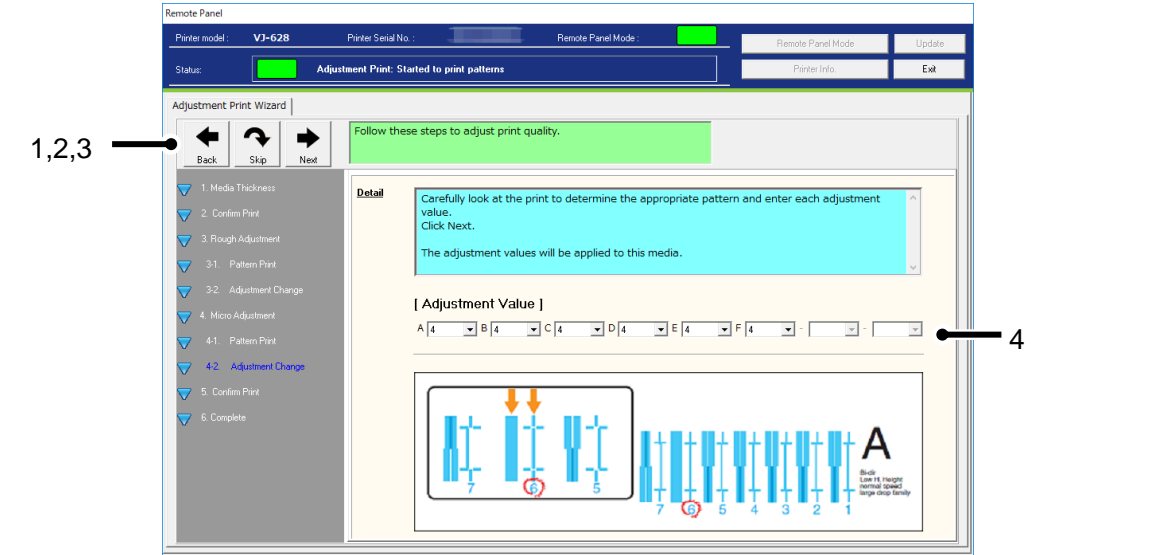 Remote Panel
Printer model : VJ-628 Printer Serial No. : Remote Panel Mode :
Remote Panel Mode Update
Status: Adjustment Print: Started to print patterns
Printer Info. Exit
Adjustment Print Wizard
1,2,3
Back Skip Next
Follow these steps to adjust print quality.
1. Media Thickness
2. Confirm Print
3. Rough Adjustment
3-1. Pattern Print
3-2. Adjustment Change
4. Micro Adjustment
4-1. Pattern Print
4-2. Adjustment Change
5. Confirm Print
6. Complete
Detail
Carefully look at the print to determine the appropriate pattern and enter each adjustment
value.
Click Next.
The adjustment values will be applied to this media.
[ Adjustment Value ]
A 4 B 4 C 4 D 4 E 4 F 4 - -
4
7 6 5
7 6 5 4 3 2 1
A
Bi-dir
Low H, Height
normal speed
large drop family